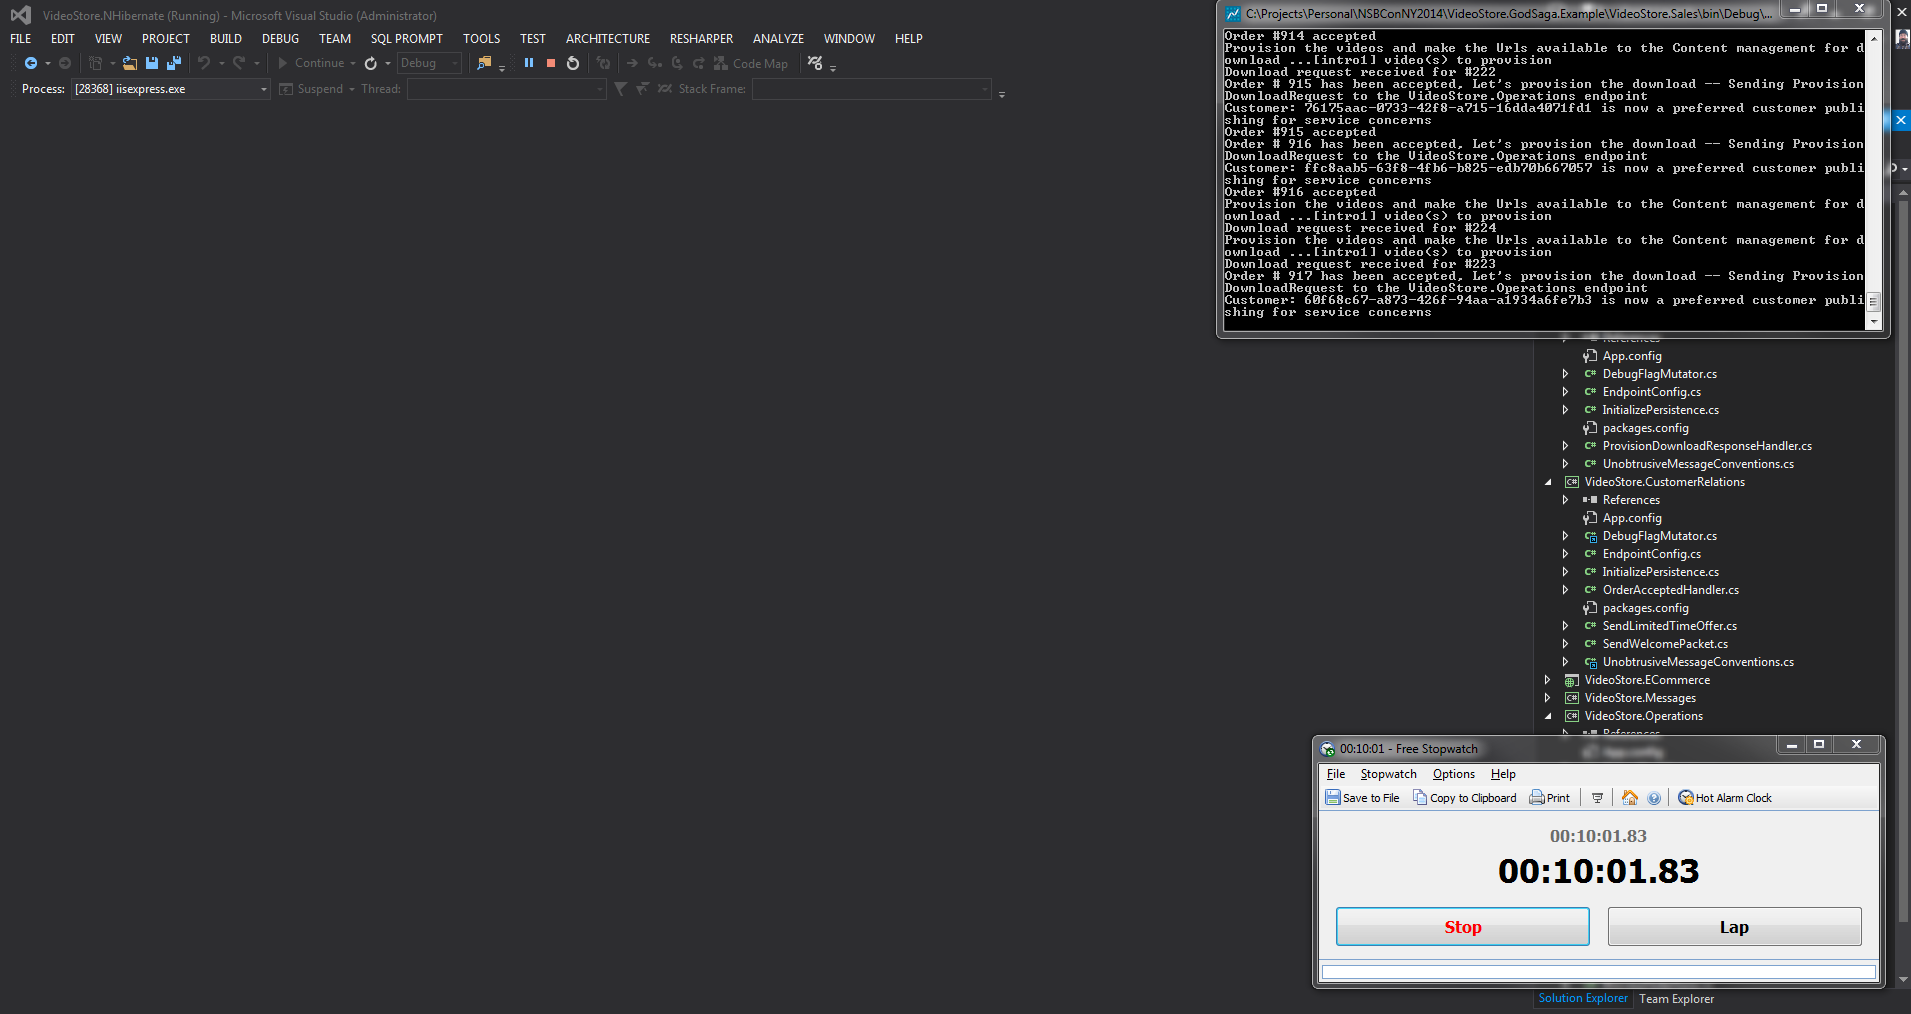 VideoStore.NHibernate (Running) - Microsoft Visual Studio (Administrator)
FILE EDIT VIEW PROJECT BUILD DEBUG TEAM SQL PROMPT TOOLS TEST ARCHITECTURE RESHARPER ANALYZE WINDOW HELP
Continue Debug Code Map
Process: [28368] iisexpress.exe Suspend Thread: Stack Frame:
C:\Projects\Personal\NSBConNY2014\VideoStore.GodSaga.Example\VideoStore.Sales\bin\Debug\...
Order #914 accepted
Provision the videos and make the Urls available to the Content management for d
ownload ...[intro1] video(s) to provision
Download request received for #222
Order # 915 has been accepted, Let's provision the download -- Sending Provision
DownloadRequest to the VideoStore.Operations endpoint
Customer: 76175aac-0733-42f8-a715-16dda4071fd1 is now a preferred customer publi
shing for service concerns
Order #915 accepted
Order # 916 has been accepted, Let's provision the download -- Sending Provision
DownloadRequest to the VideoStore.Operations endpoint
Customer: ffc8aab5-63f8-4fb6-b825-edb70b667057 is now a preferred customer publi
shing for service concerns
Order #916 accepted
Provision the videos and make the Urls available to the Content management for d
ownload ...[intro1] video(s) to provision
Download request received for #224
Provision the videos and make the Urls available to the Content management for d
ownload ...[intro1] video(s) to provision
Download request received for #223
Order # 917 has been accepted, Let's provision the download -- Sending Provision
DownloadRequest to the VideoStore.Operations endpoint
Customer: 60f68c67-a873-426f-94aa-a1934a6fe7b3 is now a preferred customer publi
shing for service concerns
References
App.config
DebugFlagMutator.cs
EndpointConfig.cs
InitializePersistence.cs
packages.config
ProvisionDownloadResponseHandler.cs
UnobtrusiveMessageConventions.cs
VideoStore.CustomerRelations
References
App.config
DebugFlagMutator.cs
EndpointConfig.cs
InitializePersistence.cs
OrderAcceptedHandler.cs
packages.config
SendLimitedTimeOffer.cs
SendWelcomePacket.cs
UnobtrusiveMessageConventions.cs
VideoStore.ECommerce
VideoStore.Messages
VideoStore.Operations
References
00:10:01 - Free Stopwatch
File Stopwatch Options Help
Save to File Copy to Clipboard Print Hot Alarm Clock
00:10:01.83
00:10:01.83
Stop Lap
Solution Explorer Team Explorer